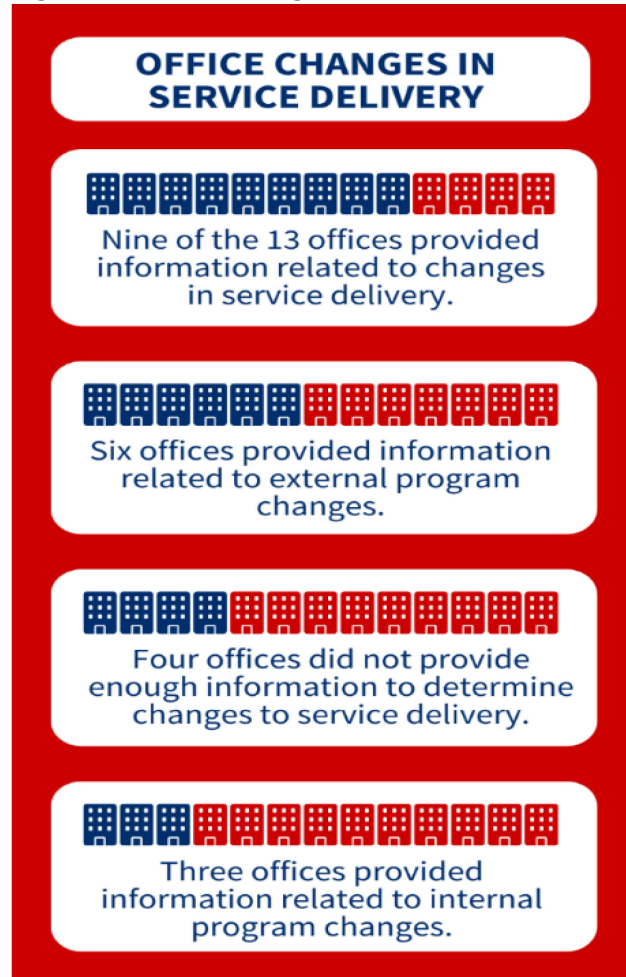 OFFICE CHANGES IN
SERVICE DELIVERY
Nine of the 13 offices provided
information related to changes
in service delivery.
Six offices provided information
related to external program
changes.
Four offices did not provide
enough information to determine
changes to service delivery.
Three offices provided
information related to internal
program changes.